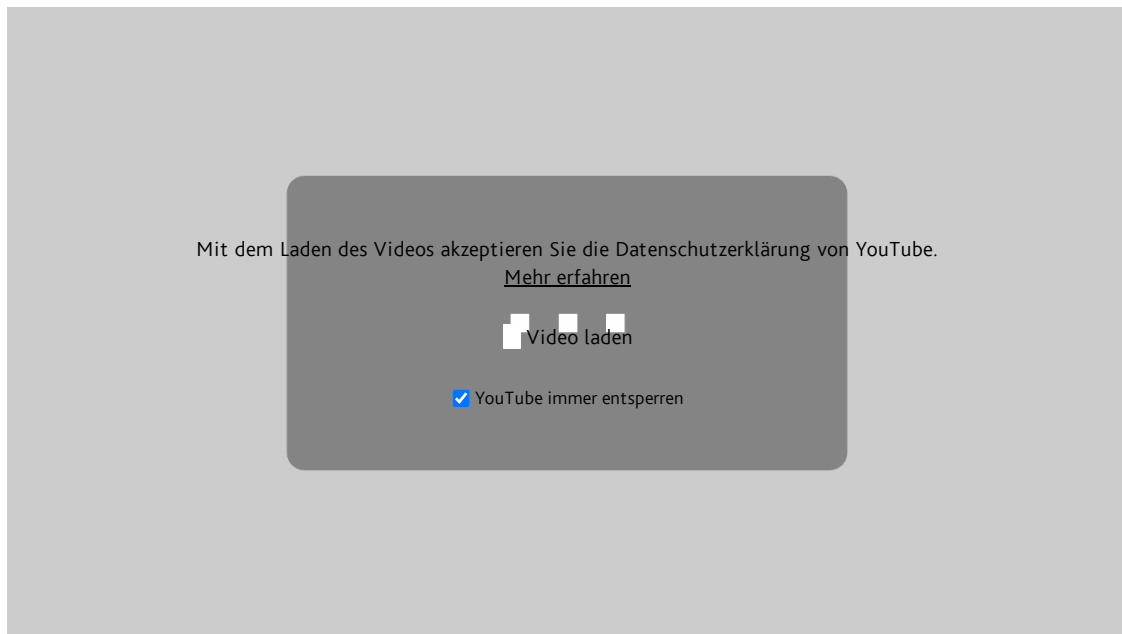 Mit dem Laden des Videos akzeptieren Sie die Datenschutzerklärung von YouTube.
Mehr erfahren
Video laden
YouTube immer entsperren